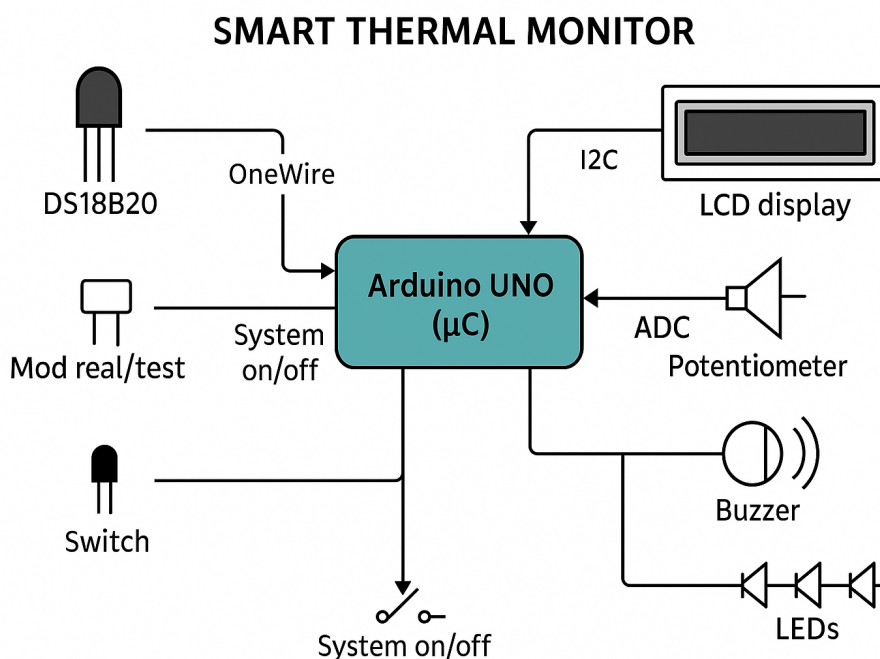 SMART THERMAL MONITOR
DS18B20
OneWire
I2C
LCD display
Arduino UNO
(µC)
Mod real/test
System
on/off
ADC
Potentiometer
Switch
Buzzer
System on/off
LEDs